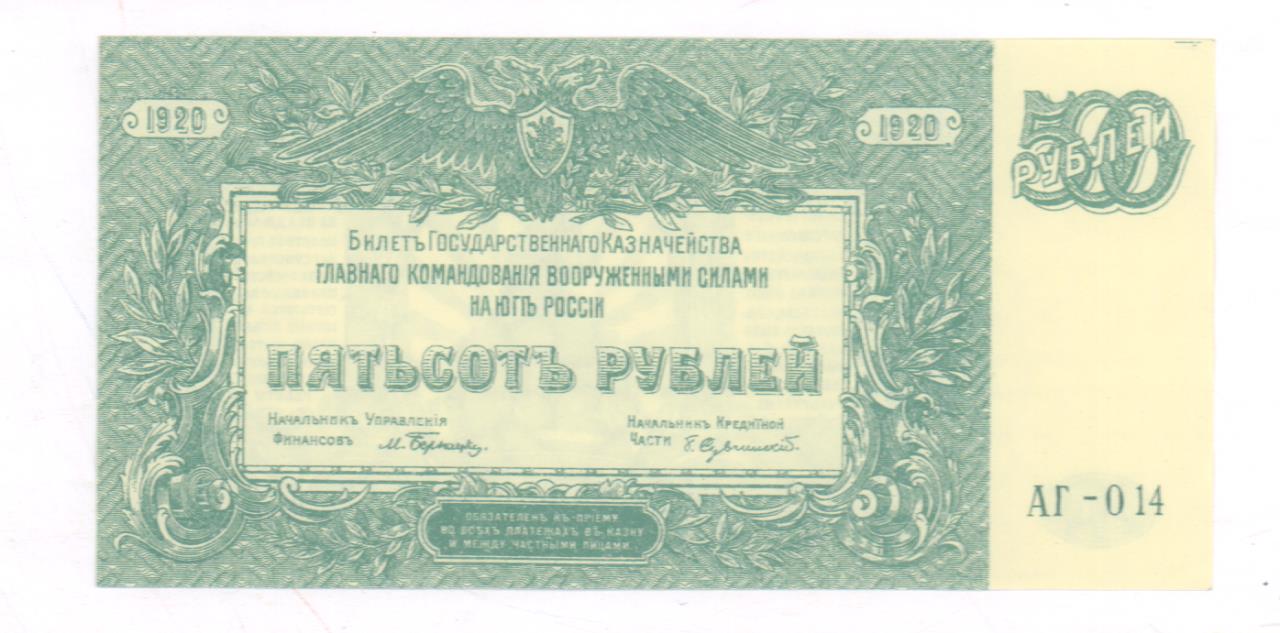 1920
1920
500
РУБЛЕЙ
БИЛЕТЪ ГОСУДАРСТВЕННАГО КАЗНАЧЕЙСТВА
ГЛАВНАГО КОМАНДОВАНІЯ ВООРУЖЕННЫМИ СИЛАМИ
НА ЮГѢ РОССІИ
ПЯТЬСОТЪ РУБЛЕЙ
НАЧАЛЬНИКЪ УПРАВЛЕНІЯ
ФИНАНСОВЪ М. Бернацкій.
НАЧАЛЬНИКЪ КРЕДИТНОЙ
ЧАСТИ
ОБЯЗАТЕЛЕНЪ КЪ ПРІЕМУ
ВО ВСѢХЪ ПЛАТЕЖАХЪ ВЪ КАЗНУ
И МЕЖДУ ЧАСТНЫМИ ЛИЦАМИ.
АГ - 014